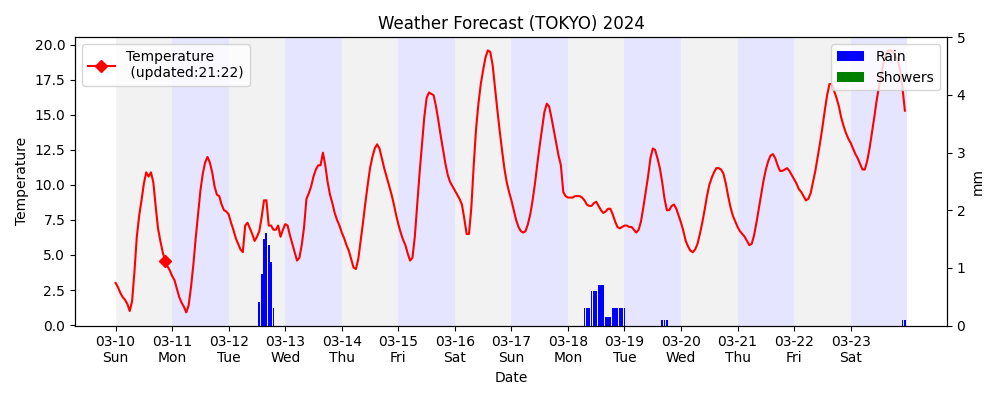 Weather Forecast (TOKYO) 2024
Temperature
(updated:21:22)
Rain
Showers
Temperature
20.0
17.5
15.0
12.5
10.0
7.5
5.0
2.5
0.0
5
4
3
2
1
0
mm
03-10 03-11 03-12 03-13 03-14 03-15 03-16 03-17 03-18 03-19 03-20 03-21 03-22 03-23
Sun Mon Tue Wed Thu Fri Sat Sun Mon Tue Wed Thu Fri Sat
Date